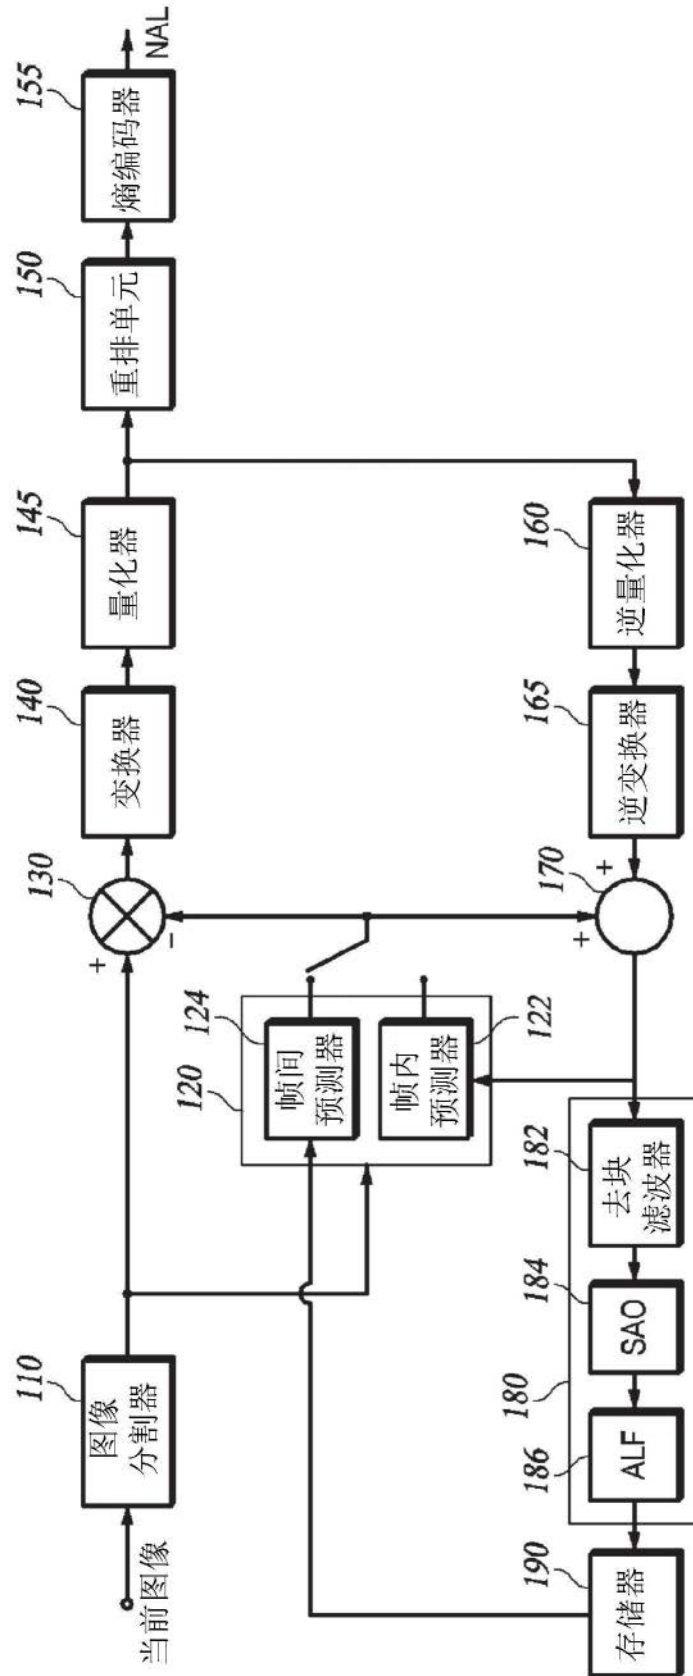 当前图像
110
图像
分割器
130
+
−
140
变换器
145
量化器
150
重排单元
155
熵编码器
NAL
120
124
帧间
预测器
122
帧内
预测器
160
逆量化器
165
逆变换器
170
+
+
180
182
去块
滤波器
184
SAO
186
ALF
190
存储器